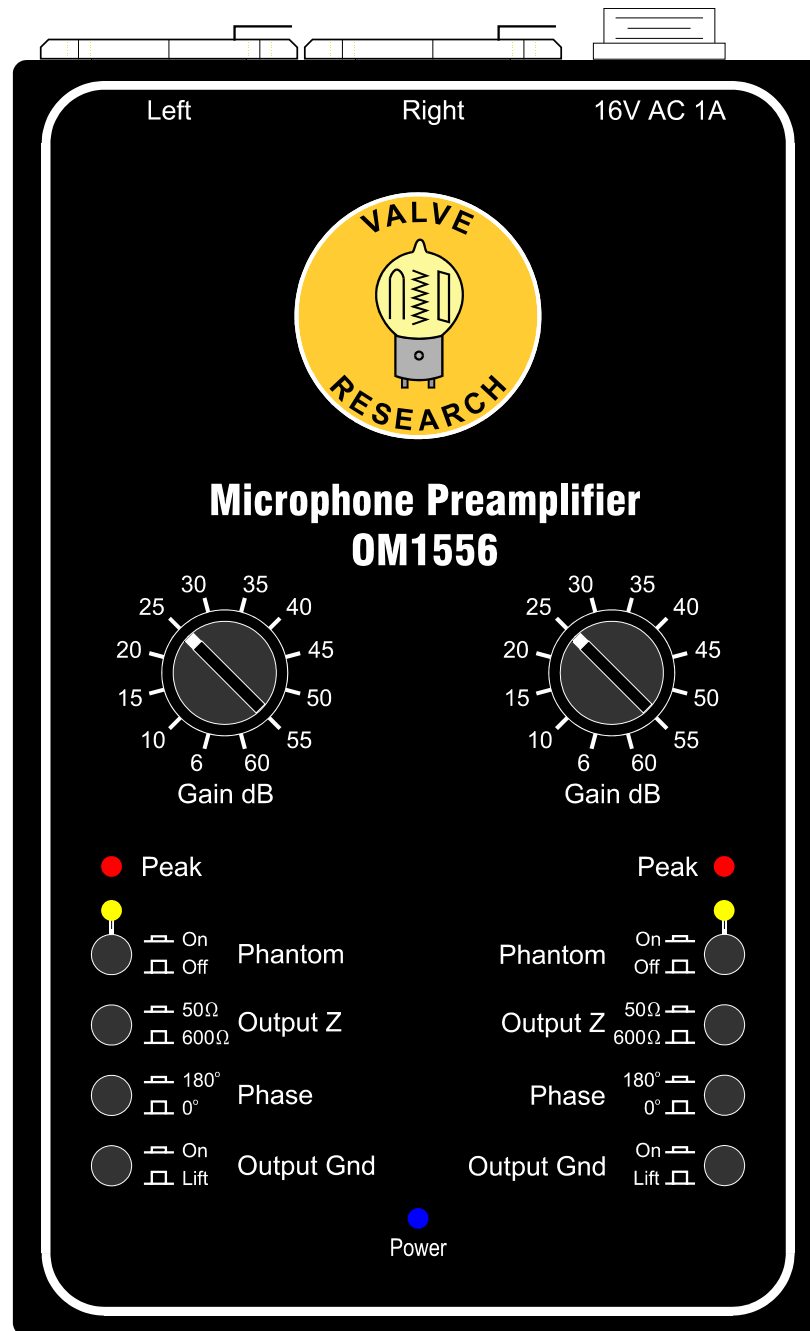 Left Right 16V AC 1A
VALVE
RESEARCH
Microphone Preamplifier
OM1556
30 35 30 35
25 40 25 40
20 45 20 45
15 50 15 50
10 55 10 55
6 60 6 60
Gain dB Gain dB
Peak Peak
On Phantom Phantom On
Off Off
50Ω Output Z Output Z 50Ω
600Ω 600Ω
180° Phase Phase 180°
0° 0°
On Output Gnd Output Gnd On
Lift Lift
Power